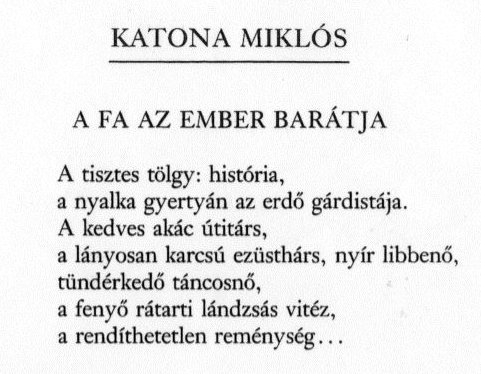 KATONA MIKLÓS
A FA AZ EMBER BARÁTJA
A tisztes tölgy: história,
a nyalka gyertyán az erdő gárdistája.
A kedves akác útitárs,
a lányosan karcsú ezüsthárs, nyír libbenő,
tündérkedő táncosnő,
a fenyő rátarti lándzsás vitéz,
a rendíthetetlen reménység...